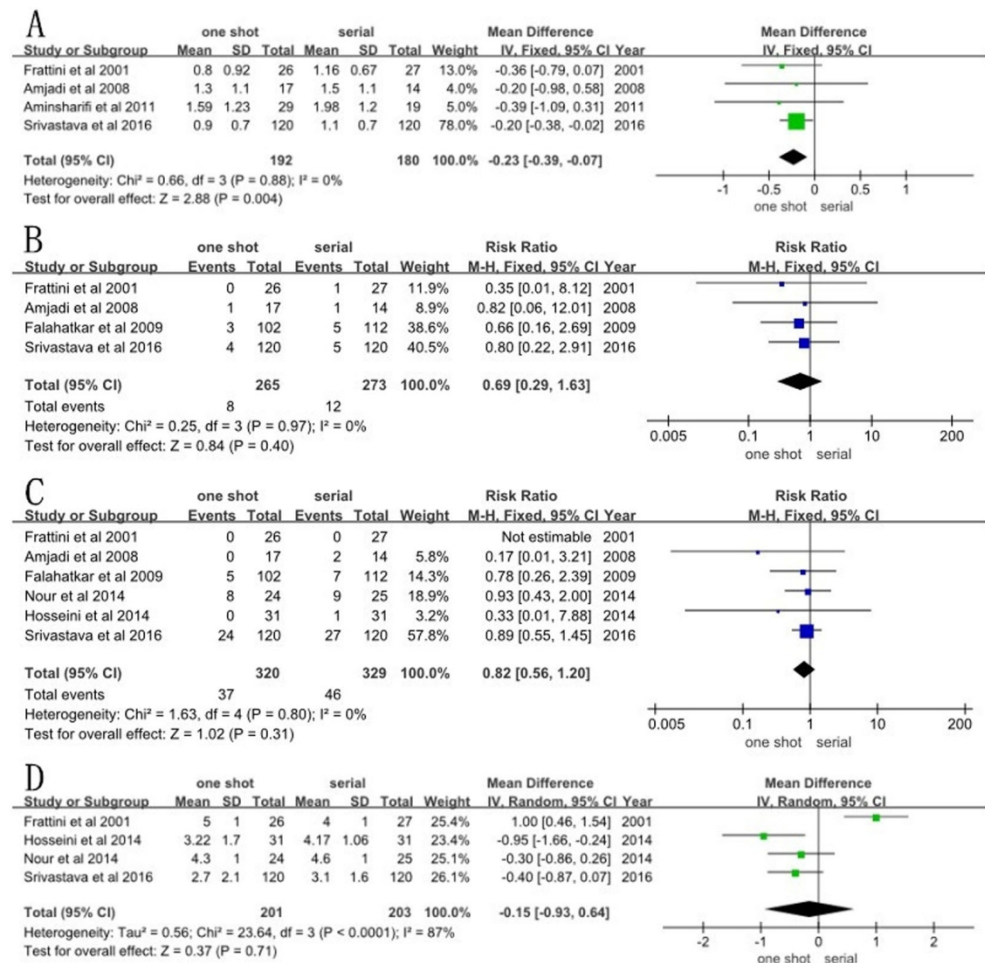 A
one shot serial Mean Difference Mean Difference
Study or Subgroup Mean SD Total Mean SD Total Weight IV, Fixed, 95% CI Year IV, Fixed, 95% CI
Frattini et al 2001 0.8 0.92 26 1.16 0.67 27 13.0% -0.36 [-0.79, 0.07] 2001
Amjadi et al 2008 1.3 1.1 17 1.5 1.1 14 4.0% -0.20 [-0.98, 0.58] 2008
Aminsharifi et al 2011 1.59 1.23 29 1.98 1.2 19 5.0% -0.39 [-1.09, 0.31] 2011
Srivastava et al 2016 0.9 0.7 120 1.1 0.7 120 78.0% -0.20 [-0.38, -0.02] 2016
Total (95% CI) 192 180 100.0% -0.23 [-0.39, -0.07]
Heterogeneity: Chi² = 0.66, df = 3 (P = 0.88); I² = 0%
Test for overall effect: Z = 2.88 (P = 0.004)
-1 -0.5 0 0.5 1
one shot serial
B
one shot serial Risk Ratio Risk Ratio
Study or Subgroup Events Total Events Total Weight M-H, Fixed, 95% CI Year M-H, Fixed, 95% CI
Frattini et al 2001 0 26 1 27 11.9% 0.35 [0.01, 8.12] 2001
Amjadi et al 2008 1 17 1 14 8.9% 0.82 [0.06, 12.01] 2008
Falahatkar et al 2009 3 102 5 112 38.6% 0.66 [0.16, 2.69] 2009
Srivastava et al 2016 4 120 5 120 40.5% 0.80 [0.22, 2.91] 2016
Total (95% CI) 265 273 100.0% 0.69 [0.29, 1.63]
Total events 8 12
Heterogeneity: Chi² = 0.25, df = 3 (P = 0.97); I² = 0%
Test for overall effect: Z = 0.84 (P = 0.40)
0.005 0.1 1 10 200
one shot serial
C
one shot serial Risk Ratio Risk Ratio
Study or Subgroup Events Total Events Total Weight M-H, Fixed, 95% CI Year M-H, Fixed, 95% CI
Frattini et al 2001 0 26 0 27 Not estimable 2001
Amjadi et al 2008 0 17 2 14 5.8% 0.17 [0.01, 3.21] 2008
Falahatkar et al 2009 5 102 7 112 14.3% 0.78 [0.26, 2.39] 2009
Nour et al 2014 8 24 9 25 18.9% 0.93 [0.43, 2.00] 2014
Hosseini et al 2014 0 31 1 31 3.2% 0.33 [0.01, 7.88] 2014
Srivastava et al 2016 24 120 27 120 57.8% 0.89 [0.55, 1.45] 2016
Total (95% CI) 320 329 100.0% 0.82 [0.56, 1.20]
Total events 37 46
Heterogeneity: Chi² = 1.63, df = 4 (P = 0.80); I² = 0%
Test for overall effect: Z = 1.02 (P = 0.31)
0.005 0.1 1 10 200
one shot serial
D
one shot serial Mean Difference Mean Difference
Study or Subgroup Mean SD Total Mean SD Total Weight IV, Random, 95% CI Year IV, Random, 95% CI
Frattini et al 2001 5 1 26 4 1 27 25.4% 1.00 [0.46, 1.54] 2001
Hosseini et al 2014 3.22 1.7 31 4.17 1.06 31 23.4% -0.95 [-1.66, -0.24] 2014
Nour et al 2014 4.3 1 24 4.6 1 25 25.1% -0.30 [-0.86, 0.26] 2014
Srivastava et al 2016 2.7 2.1 120 3.1 1.6 120 26.1% -0.40 [-0.87, 0.07] 2016
Total (95% CI) 201 203 100.0% -0.15 [-0.93, 0.64]
Heterogeneity: Tau² = 0.56; Chi² = 23.64, df = 3 (P < 0.0001); I² = 87%
Test for overall effect: Z = 0.37 (P = 0.71)
-2 -1 0 1 2
one shot serial